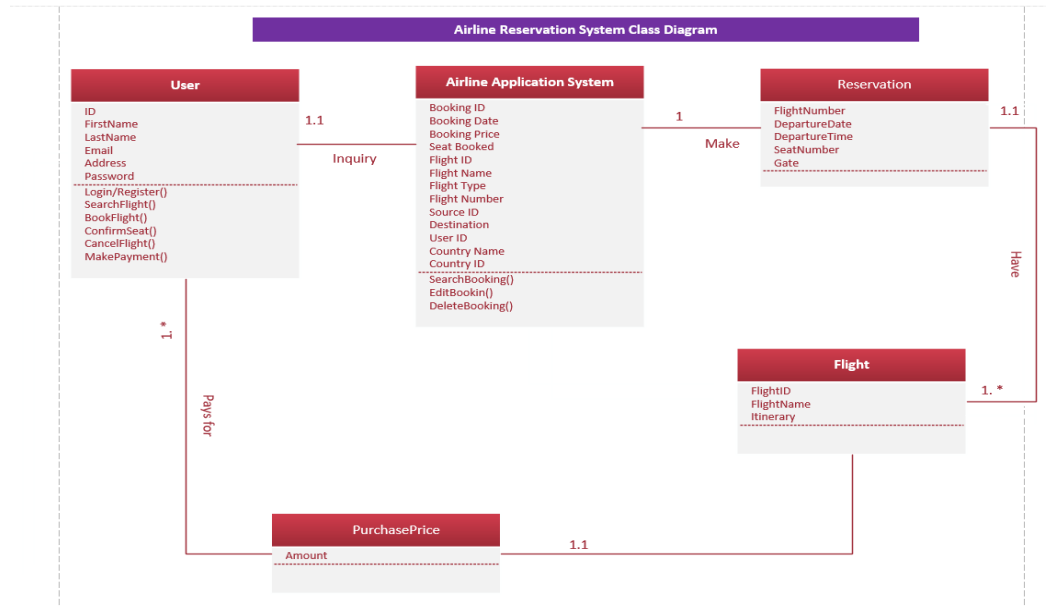 Airline Reservation System Class Diagram
User
ID
FirstName
LastName
Email
Address
Password
Login/Register()
SearchFlight()
BookFlight()
ConfirmSeat()
CancelFlight()
MakePayment()
1.1
Inquiry
Airline Application System
Booking ID
Booking Date
Booking Price
Seat Booked
Flight ID
Flight Name
Flight Type
Flight Number
Source ID
Destination
User ID
Country Name
Country ID
SearchBooking()
EditBookin()
DeleteBooking()
1
Make
Reservation
FlightNumber
DepartureDate
DepartureTime
SeatNumber
Gate
1.1
Have
1. *
Flight
FlightID
FlightName
Itinerary
1. *
Pays for
PurchasePrice
Amount
1.1